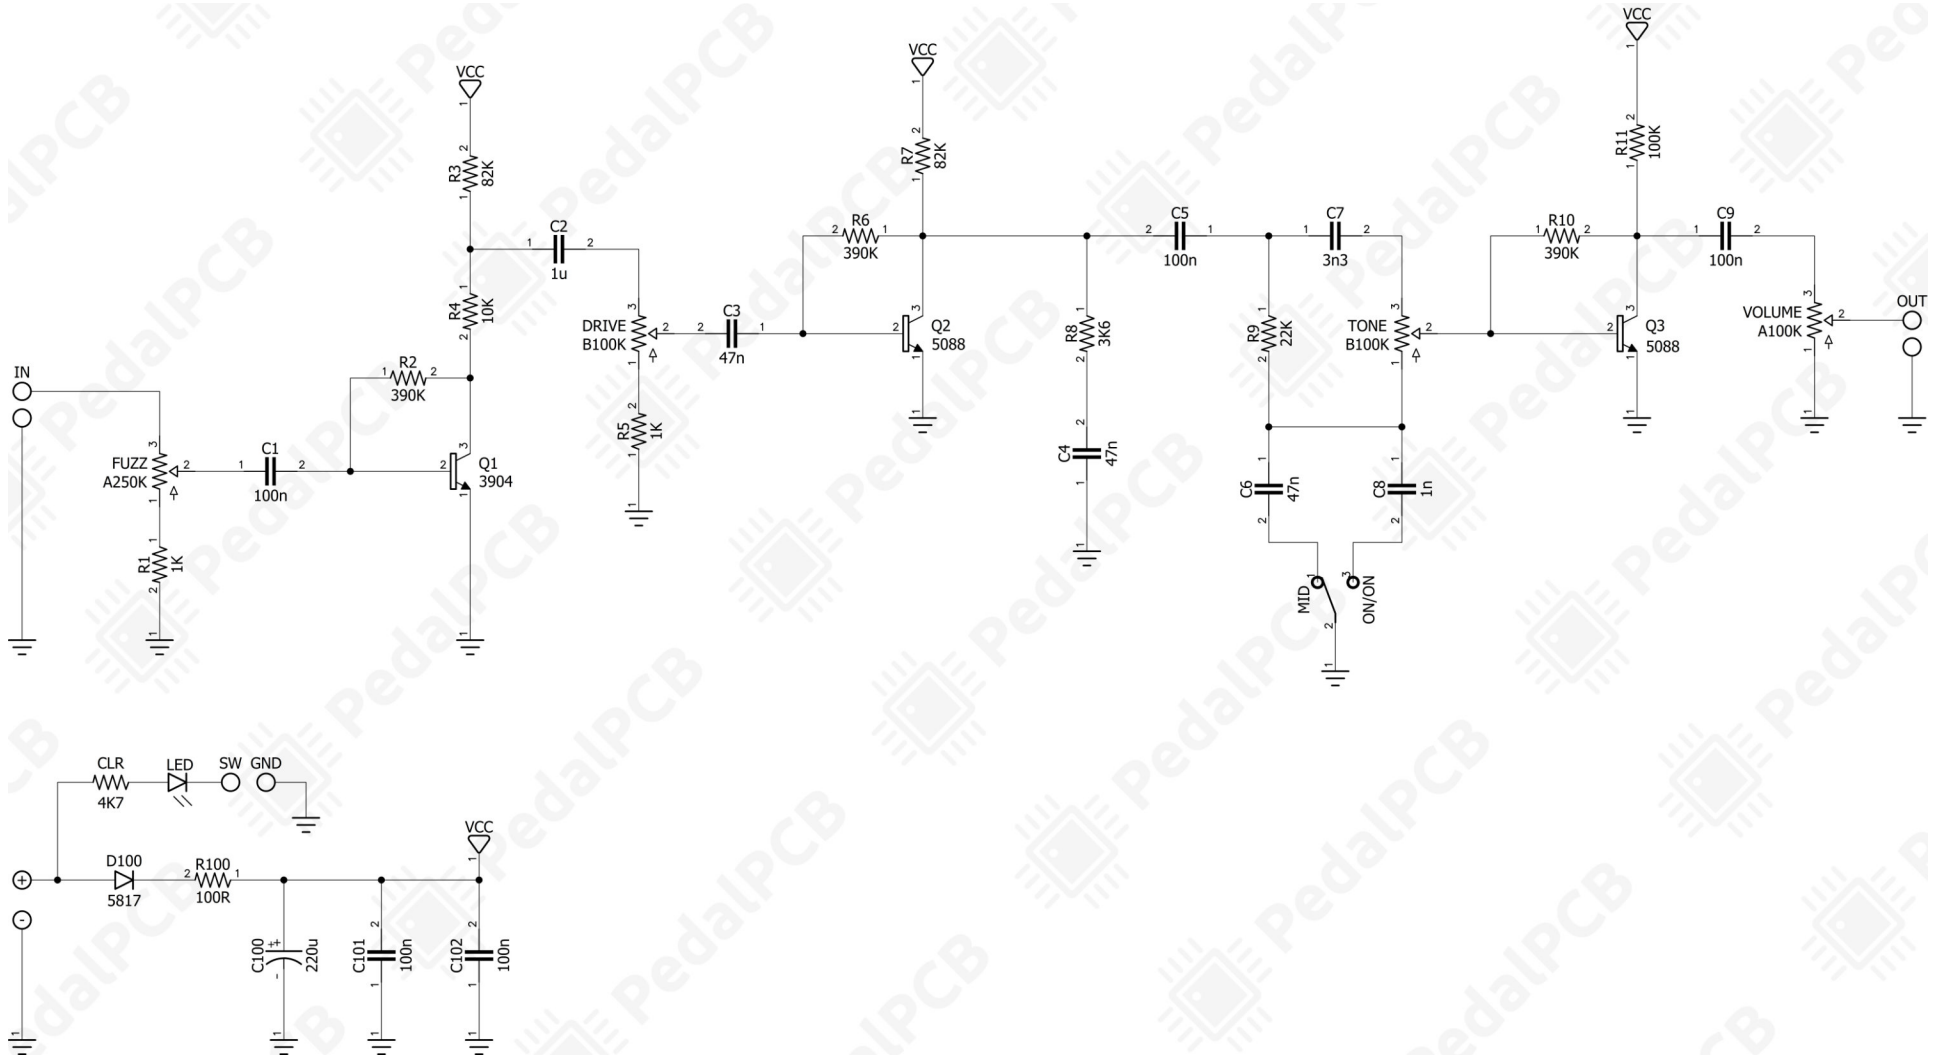 VCC
R3
82K
R4
10K
R2
390K
IN
FUZZ
A250K
C1
100n
Q1
3904
R1
1K
C2
1u
DRIVE
B100K
R5
1K
C3
47n
VCC
R7
82K
R6
390K
Q2
5088
R8
3K6
C4
47n
C5
100n
C7
3n3
R9
22K
TONE
B100K
C6
47n
C8
1n
MID
ON/ON
VCC
R11
100K
R10
390K
Q3
5088
C9
100n
VOLUME
A100K
OUT
CLR
4K7
LED
SW
GND
D100
5817
R100
100R
VCC
+
-
C100
220u
C101
100n
C102
100n
PedalPCB